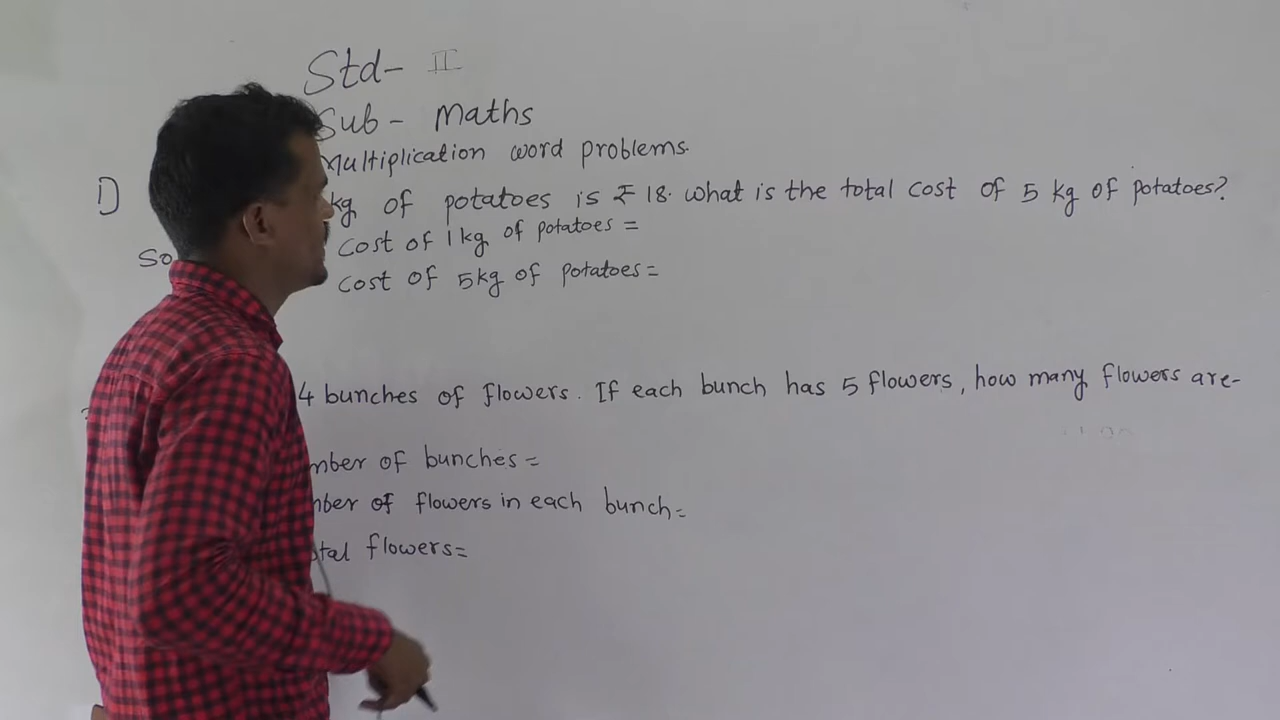 Std- II
Sub - Maths
Multiplication word problems.
1) kg of potatoes is ₹ 18. what is the total cost of 5 kg of potatoes?
cost of 1 kg of potatoes =
So
cost of 5kg of potatoes =
4 bunches of flowers. If each bunch has 5 flowers, how many flowers are-
mber of bunches =
mber of flowers in each bunch =
otal flowers =